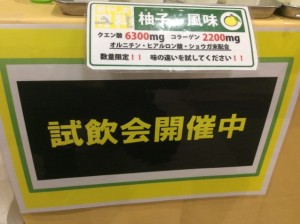 柚子 風味
クエン酸 6300mg コラーゲン 2200mg
オルニチン・ヒアルロン酸・ショウガ末配合
数量限定!! 味の違いを試してください!!
試飲会開催中